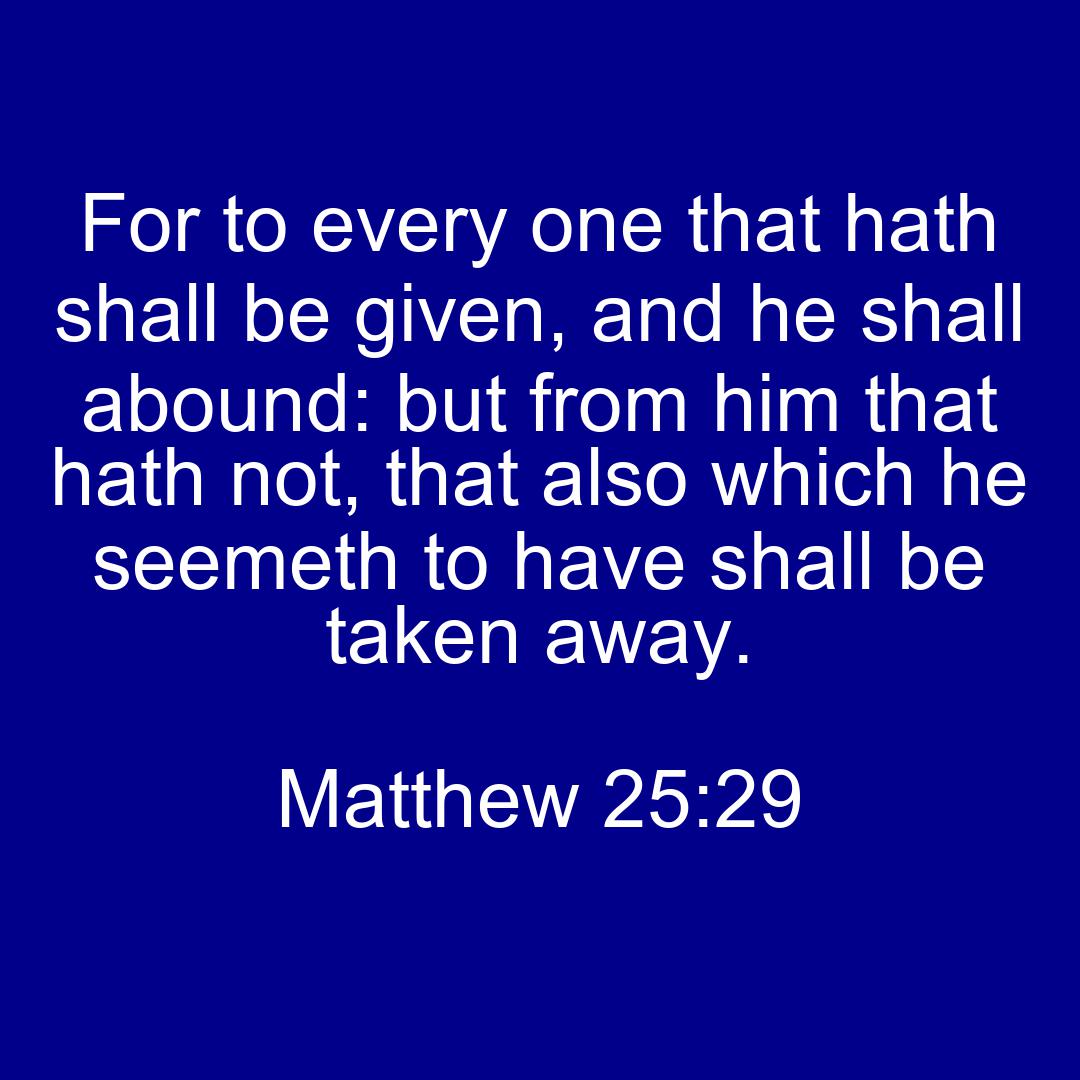 For to every one that hath
shall be given, and he shall
abound: but from him that
hath not, that also which he
seemeth to have shall be
taken away.
Matthew 25:29